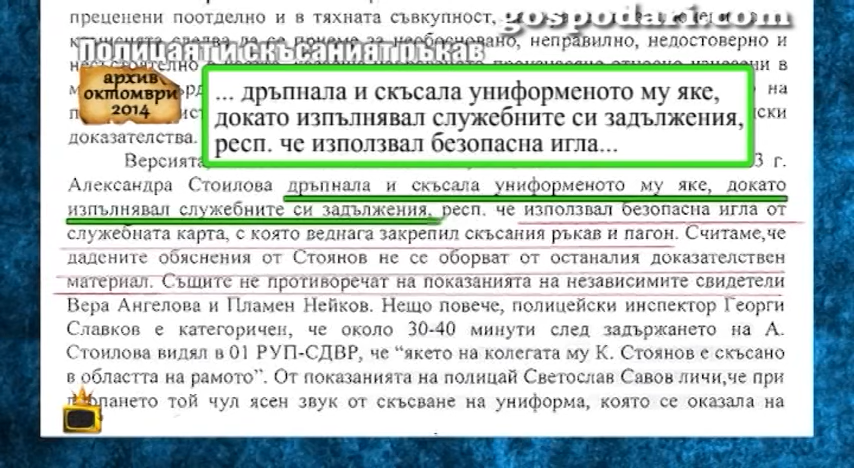 преценени поотделно и в тяхната съвкупност,
gospodari.com
Полицаят и скъсаният ръкав
необосновано, неправилно, недостоверно и
архив
октомври
2014
... дръпнала и скъсала униформеното му яке,
докато изпълнявал служебните си задължения,
респ. че използвал безопасна игла...
доказателства.
Версията
3 г.
Александра Стоилова дръпнала и скъсала униформеното му яке, докато
изпълнявал служебните си задължения, респ. че използвал безопасна игла от
служебната карта, с която веднага закрепил скъсания ръкав и пагон. Считаме,че
дадените обяснения от Стоянов не се оборват от останалия доказателствен
материал. Същите не противоречат на показанията на независимите свидетели
Вера Ангелова и Пламен Нейков. Нещо повече, полицейски инспектор Георги
Славков е категоричен, че около 30-40 минути след задържането на А.
Стоилова видял в 01 РУП-СДВР, че “якето на колегата му К. Стоянов е скъсано
в областта на рамото”. От показанията на полицай Светослав Савов личи,че при
той чул ясен звук от скъсване на униформа, която се оказала на